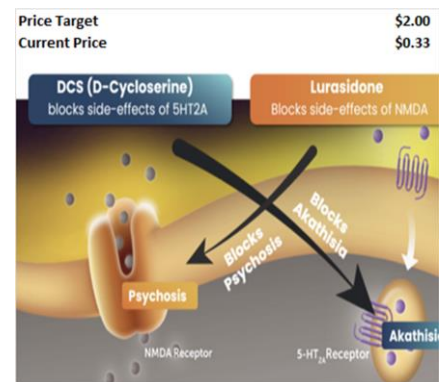 Price Target $2.00
Current Price $0.33
DCS (D-Cycloserine)
blocks side-effects of 5HT2A
Lurasidone
Blocks side-effects of NMDA
Blocks
Akathisia
Blocks
Psychosis
Psychosis
Akathisi
NMDA Receptor
5-HT2A Receptor